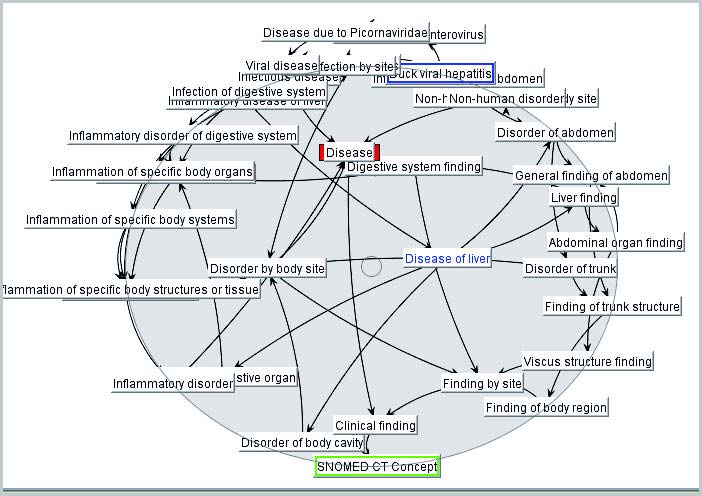 Disease due to Picornaviridae
nterovirus
Viral disease
fection by site
Duck viral hepatitis
bdomen
Infectious disease
Infection of digestive system
Inflammatory disease of liver
Non-h
Non-human disorder
ly site
Inflammatory disorder of digestive system
Disorder of abdomen
Disease
Digestive system finding
Inflammation of specific body organs
General finding of abdomen
Liver finding
Inflammation of specific body systems
Abdominal organ finding
Disease of liver
Disorder by body site
Disorder of trunk
flammation of specific body structures or tissue
Finding of trunk structure
Viscus structure finding
Inflammatory disorder
stive organ
Finding by site
Finding of body region
Clinical finding
Disorder of body cavity
SNOMED CT Concept